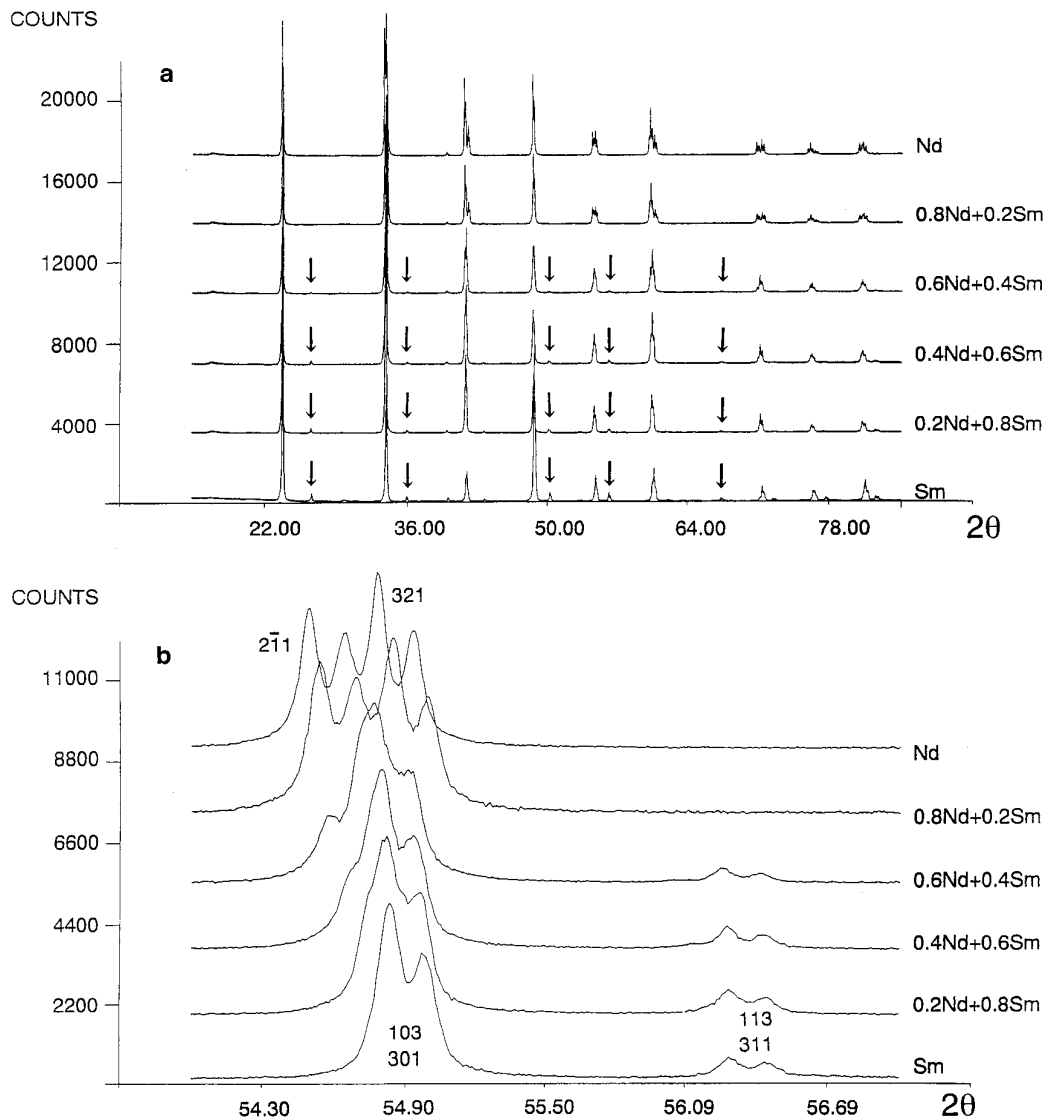 COUNTS
a
20000
16000
12000
8000
4000
Nd
0.8Nd+0.2Sm
0.6Nd+0.4Sm
0.4Nd+0.6Sm
0.2Nd+0.8Sm
Sm
22.00 36.00 50.00 64.00 78.00 2θ
COUNTS
b
321
21̅1
11000
8800
6600
4400
2200
Nd
0.8Nd+0.2Sm
0.6Nd+0.4Sm
0.4Nd+0.6Sm
0.2Nd+0.8Sm
103
301
113
311
Sm
54.30 54.90 55.50 56.09 56.69 2θ